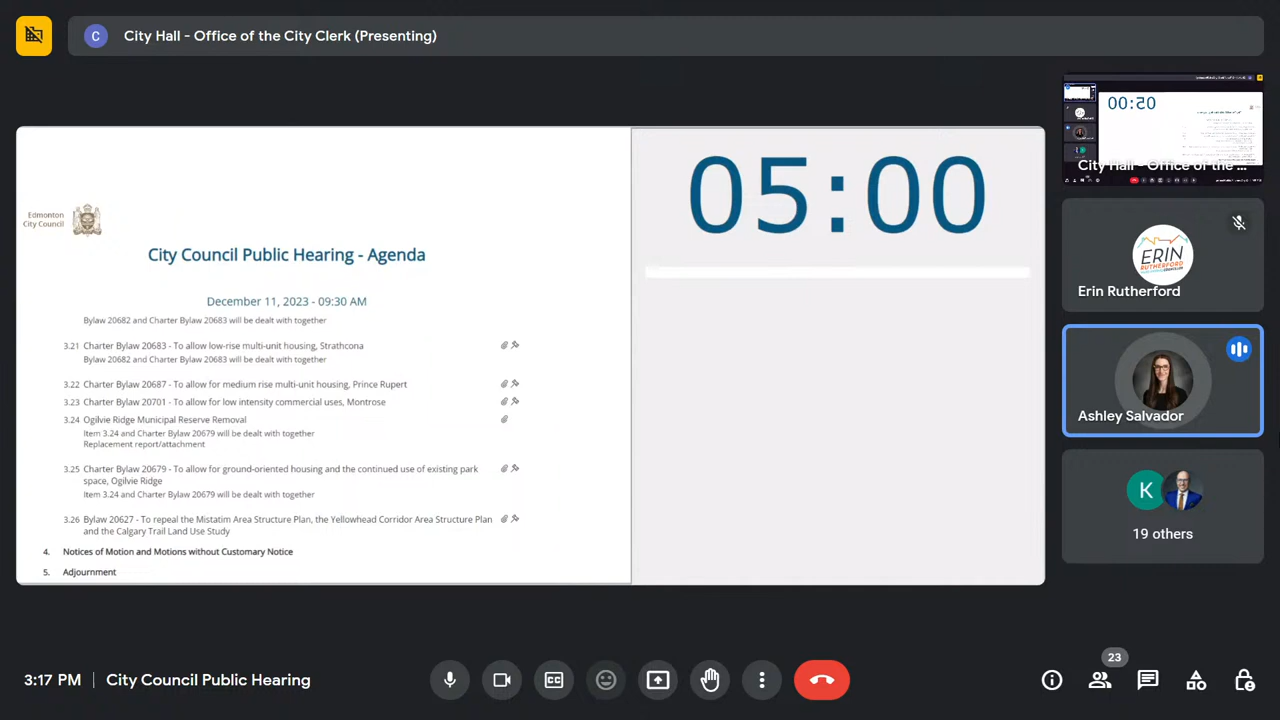 C
City Hall - Office of the City Clerk (Presenting)
Edmonton
City Council
City Council Public Hearing - Agenda
December 11, 2023 - 09:30 AM
Bylaw 20682 and Charter Bylaw 20683 will be dealt with together
3.21 Charter Bylaw 20683 - To allow low-rise multi-unit housing, Strathcona
Bylaw 20682 and Charter Bylaw 20683 will be dealt with together
3.22 Charter Bylaw 20687 - To allow for medium rise multi-unit housing, Prince Rupert
3.23 Charter Bylaw 20701 - To allow for low intensity commercial uses, Montrose
3.24 Ogilvie Ridge Municipal Reserve Removal
Item 3.24 and Charter Bylaw 20679 will be dealt with together
Replacement report/attachment
3.25 Charter Bylaw 20679 - To allow for ground-oriented housing and the continued use of existing park
space, Ogilvie Ridge
Item 3.24 and Charter Bylaw 20679 will be dealt with together
3.26 Bylaw 20627 - To repeal the Mistatim Area Structure Plan, the Yellowhead Corridor Area Structure Plan
and the Calgary Trail Land Use Study
4. Notices of Motion and Motions without Customary Notice
5. Adjournment
05:00
05:00
City Hall - Office of the ...
ERIN
RUTHERFORD
Erin Rutherford
Ashley Salvador
K
19 others
3:17 PM | City Council Public Hearing
CC
23